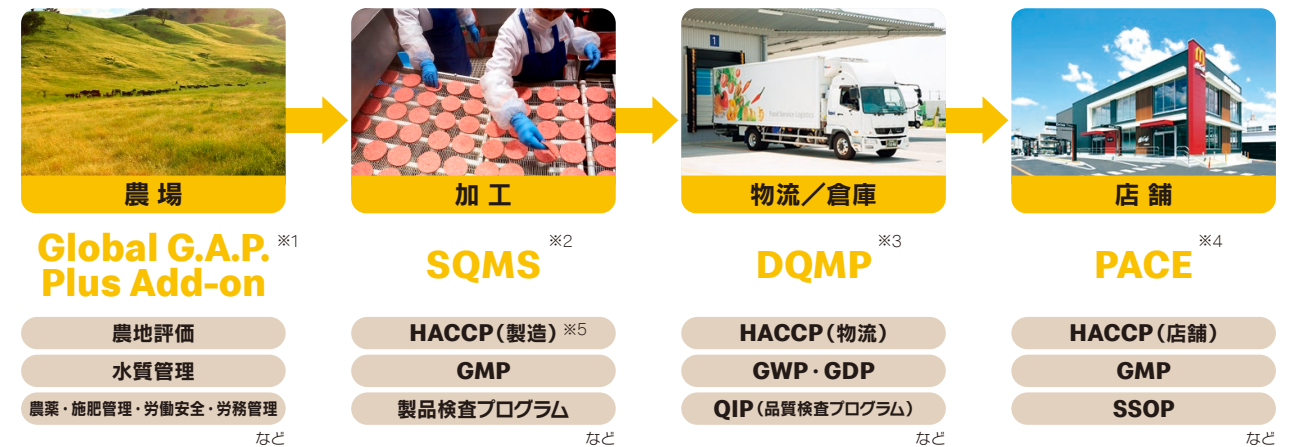 農場
Global G.A.P. ※1
Plus Add-on
農地評価
水質管理
農薬・施肥管理・労働安全・労務管理
など
加工
SQMS ※2
HACCP(製造) ※5
GMP
製品検査プログラム
など
1
Food Service Logistics
物流／倉庫
DQMP ※3
HACCP(物流)
GWP・GDP
QIP(品質検査プログラム)
など
店舗
PACE ※4
HACCP(店舗)
GMP
SSOP
など